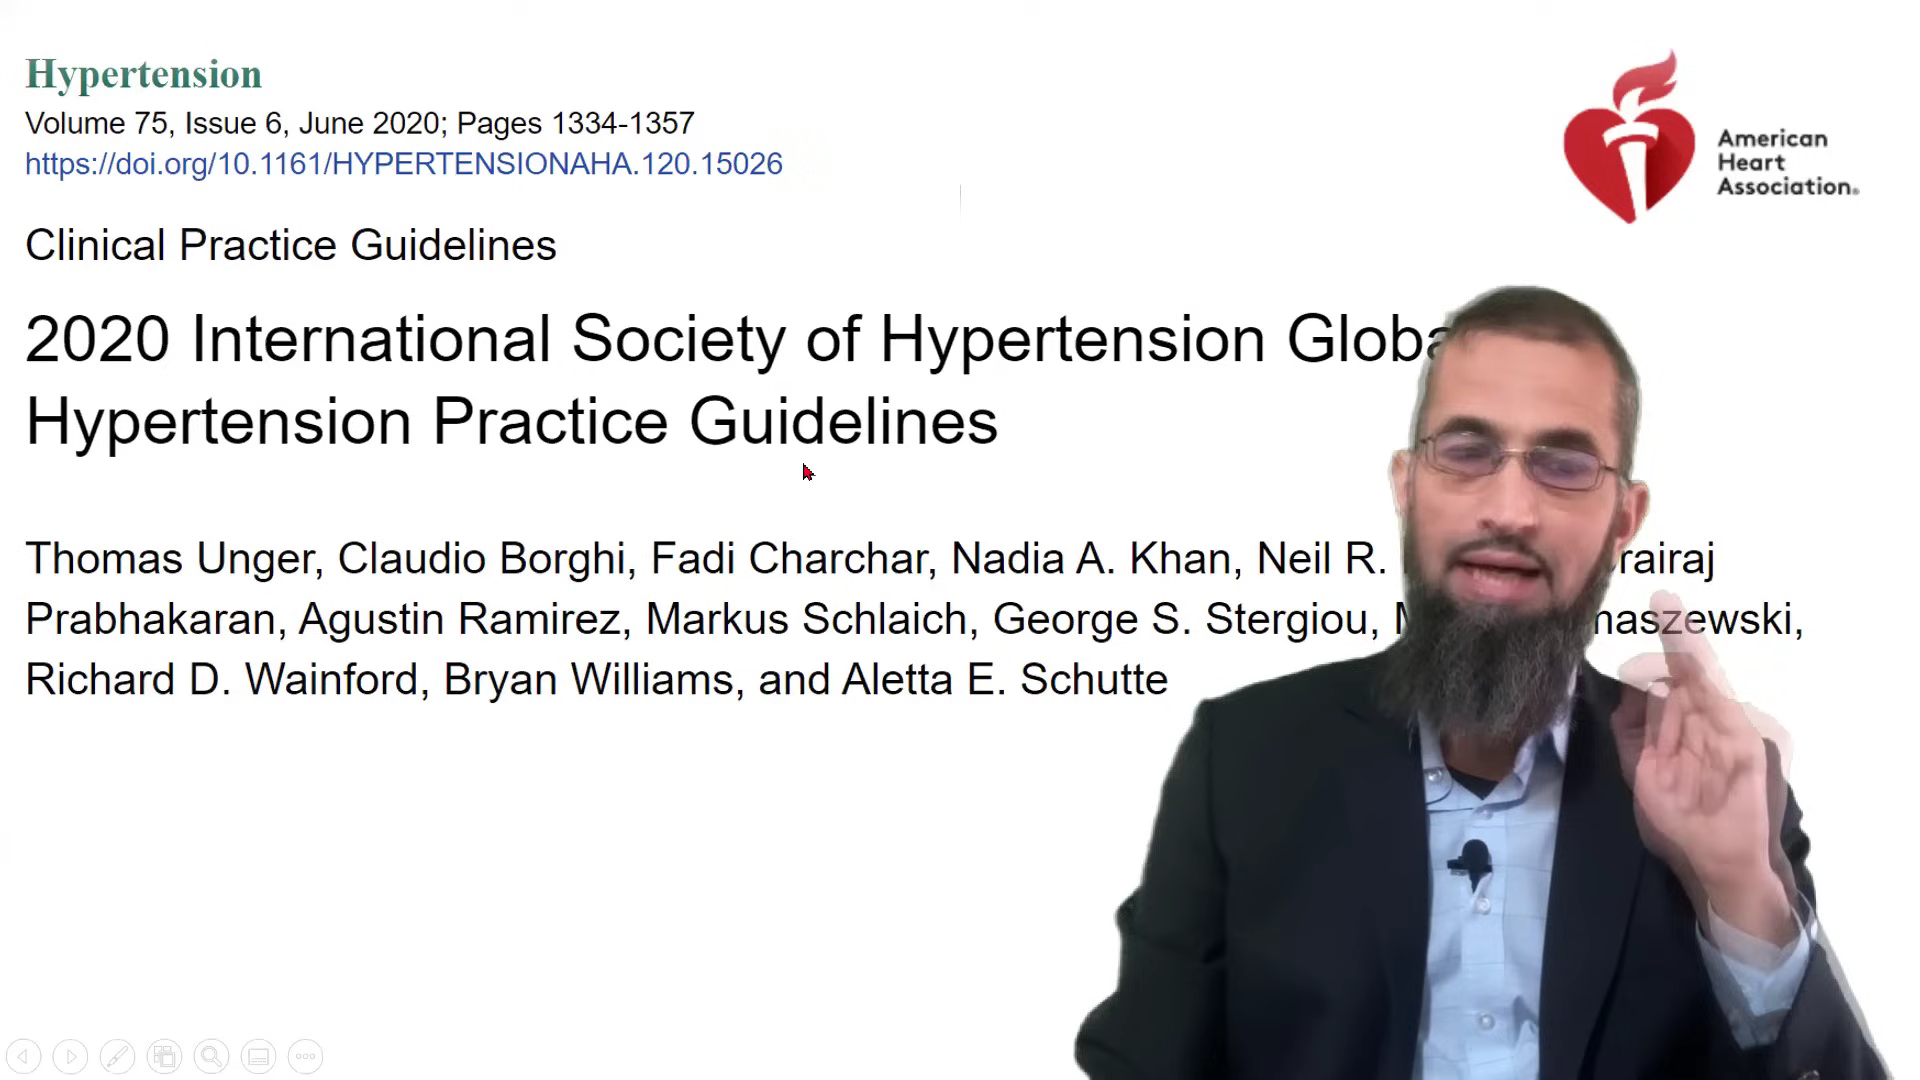 Hypertension
Volume 75, Issue 6, June 2020; Pages 1334-1357
https://doi.org/10.1161/HYPERTENSIONAHA.120.15026
American
Heart
Association.
Clinical Practice Guidelines
2020 International Society of Hypertension
Hypertension Practice Guidelines
Thomas Unger, Claudio Borghi, Fadi Charchar, Nadia A. Khan, Neil R.
Prabhakaran, Agustin Ramirez, Markus Schlaich, George S. Stergiou,
Richard D. Wainford, Bryan Williams, and Aletta E. Schutte